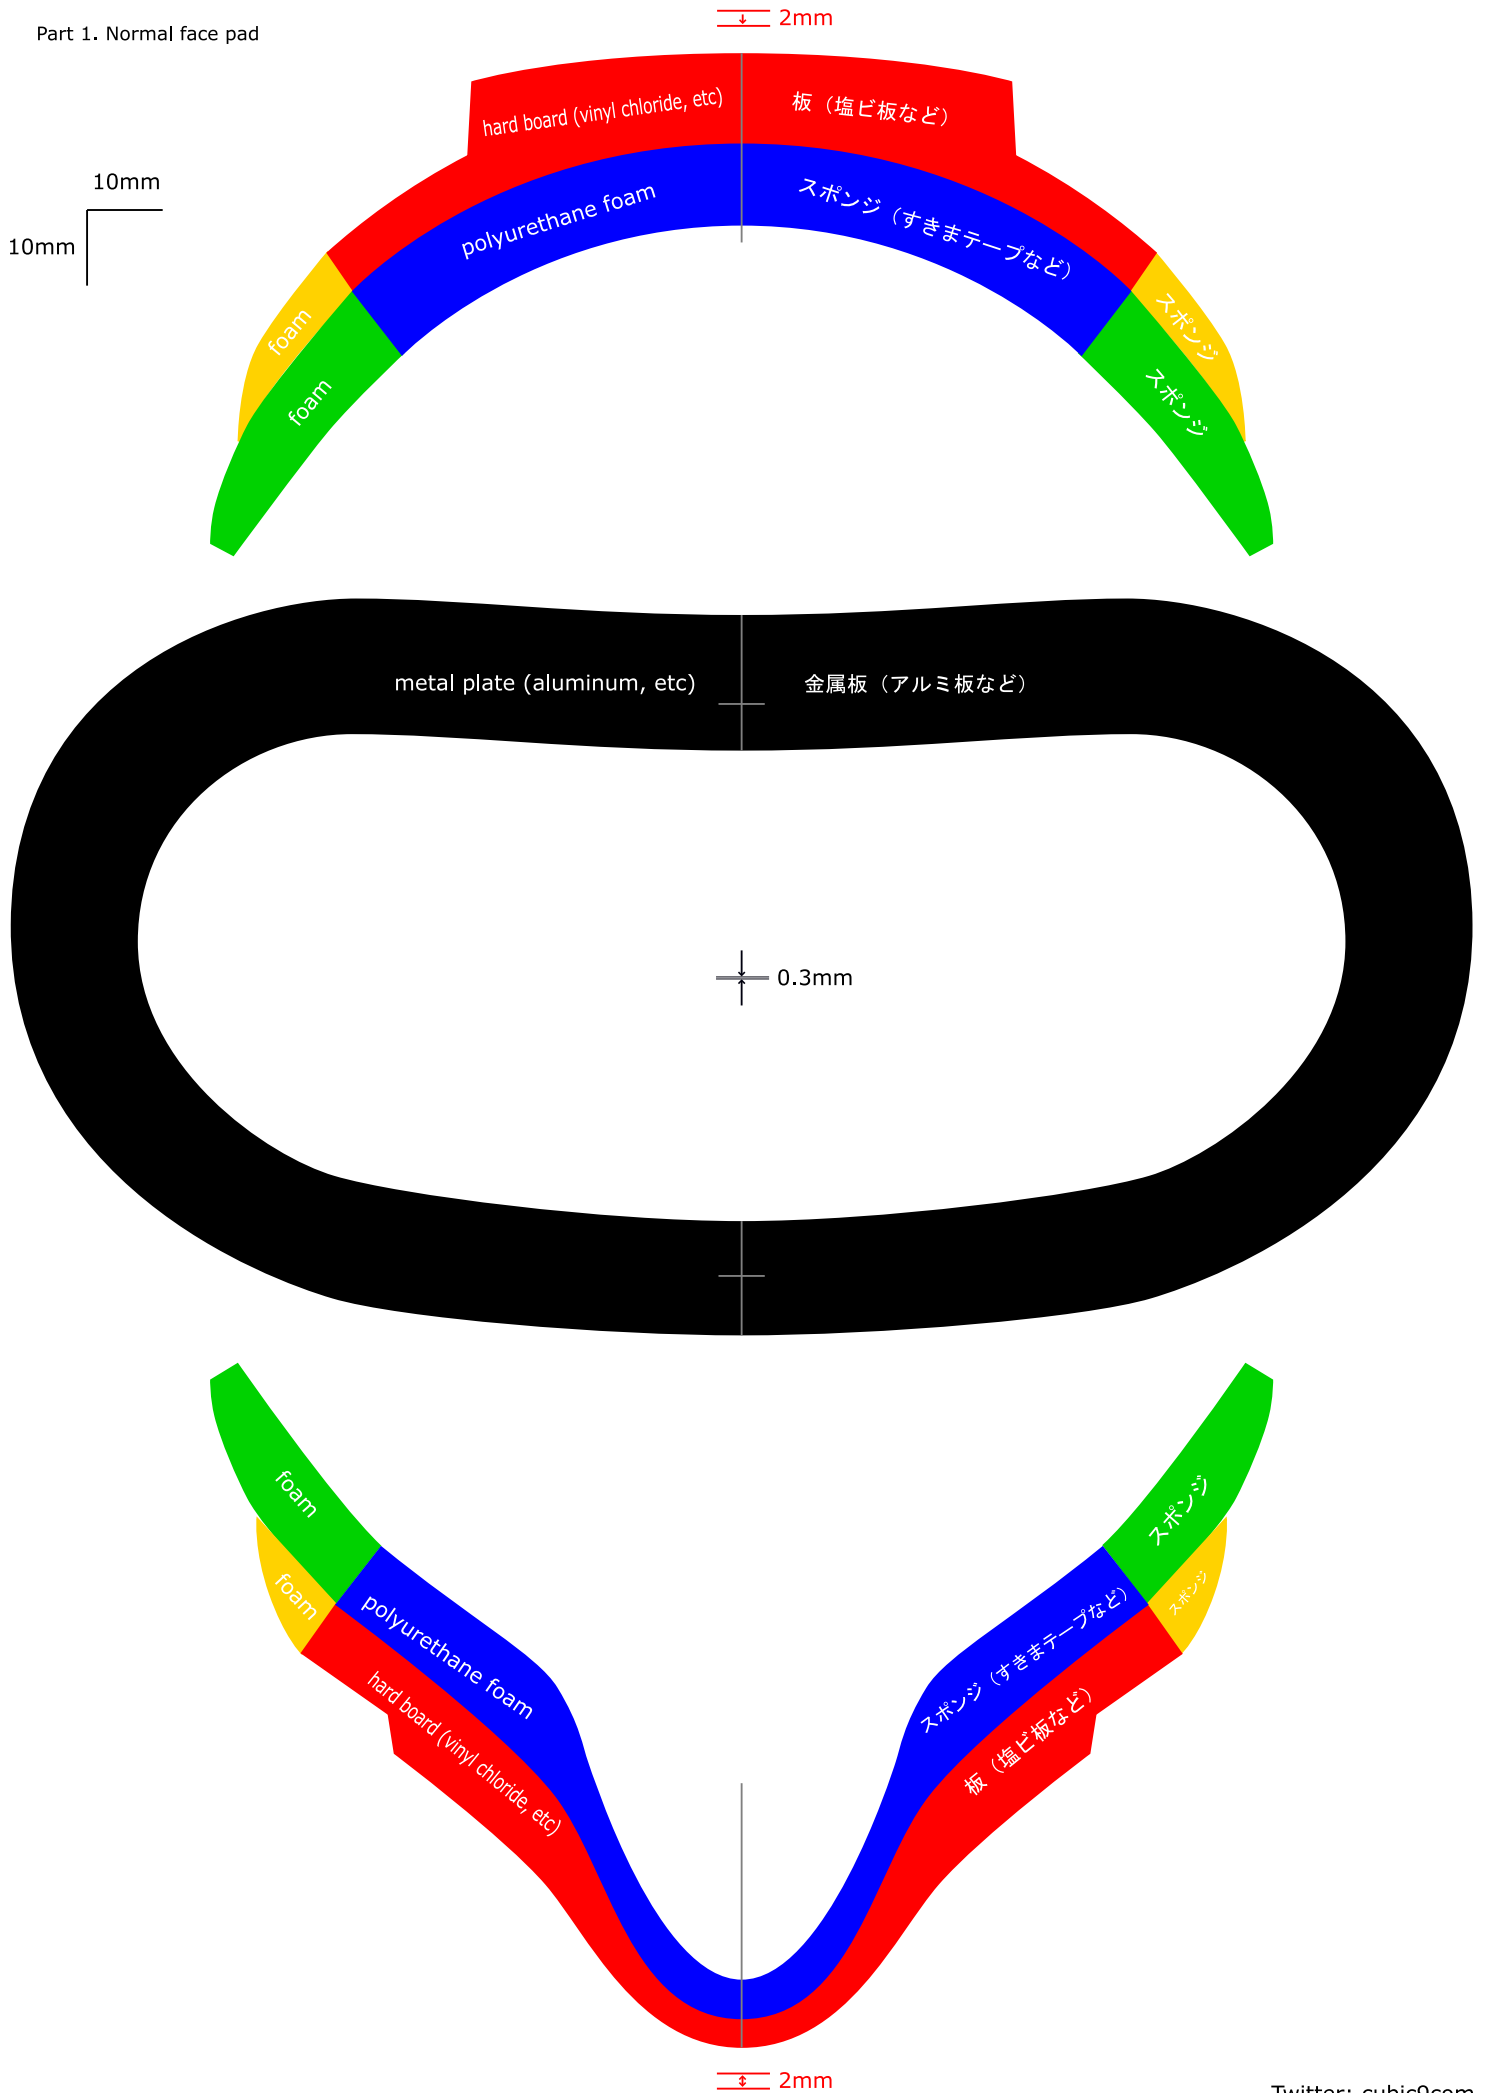 2mm
Part 1. Normal face pad
hard board (vinyl chloride, etc)
板（塩ビ板など）
10mm
polyurethane foam
スポンジ（すきまテープなど）
10mm
foam
スポンジ
foam
スポンジ
metal plate (aluminum, etc)
金属板（アルミ板など）
0.3mm
foam
スポンジ
foam
スポンジ
polyurethane foam
スポンジ（すきまテープなど）
hard board (vinyl chloride, etc)
板（塩ビ板など）
2mm
Twitter: cubic9com